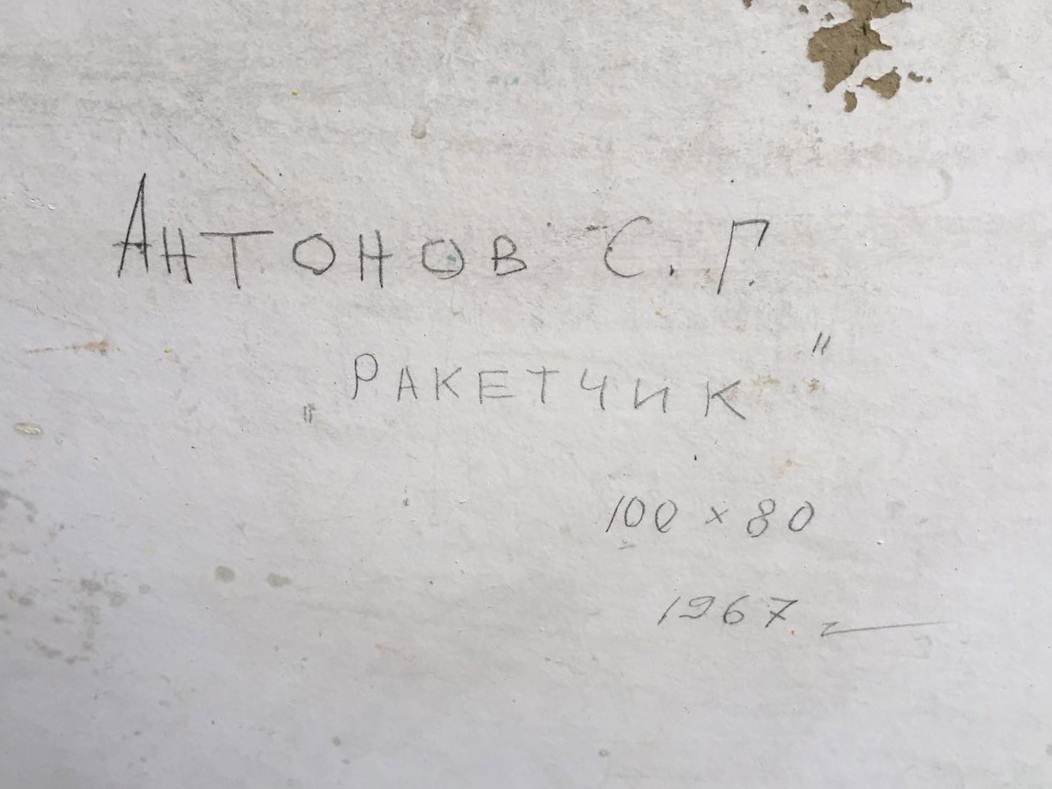 Антонов С. Г.
„Ракетчик"
100 × 80
1967 г